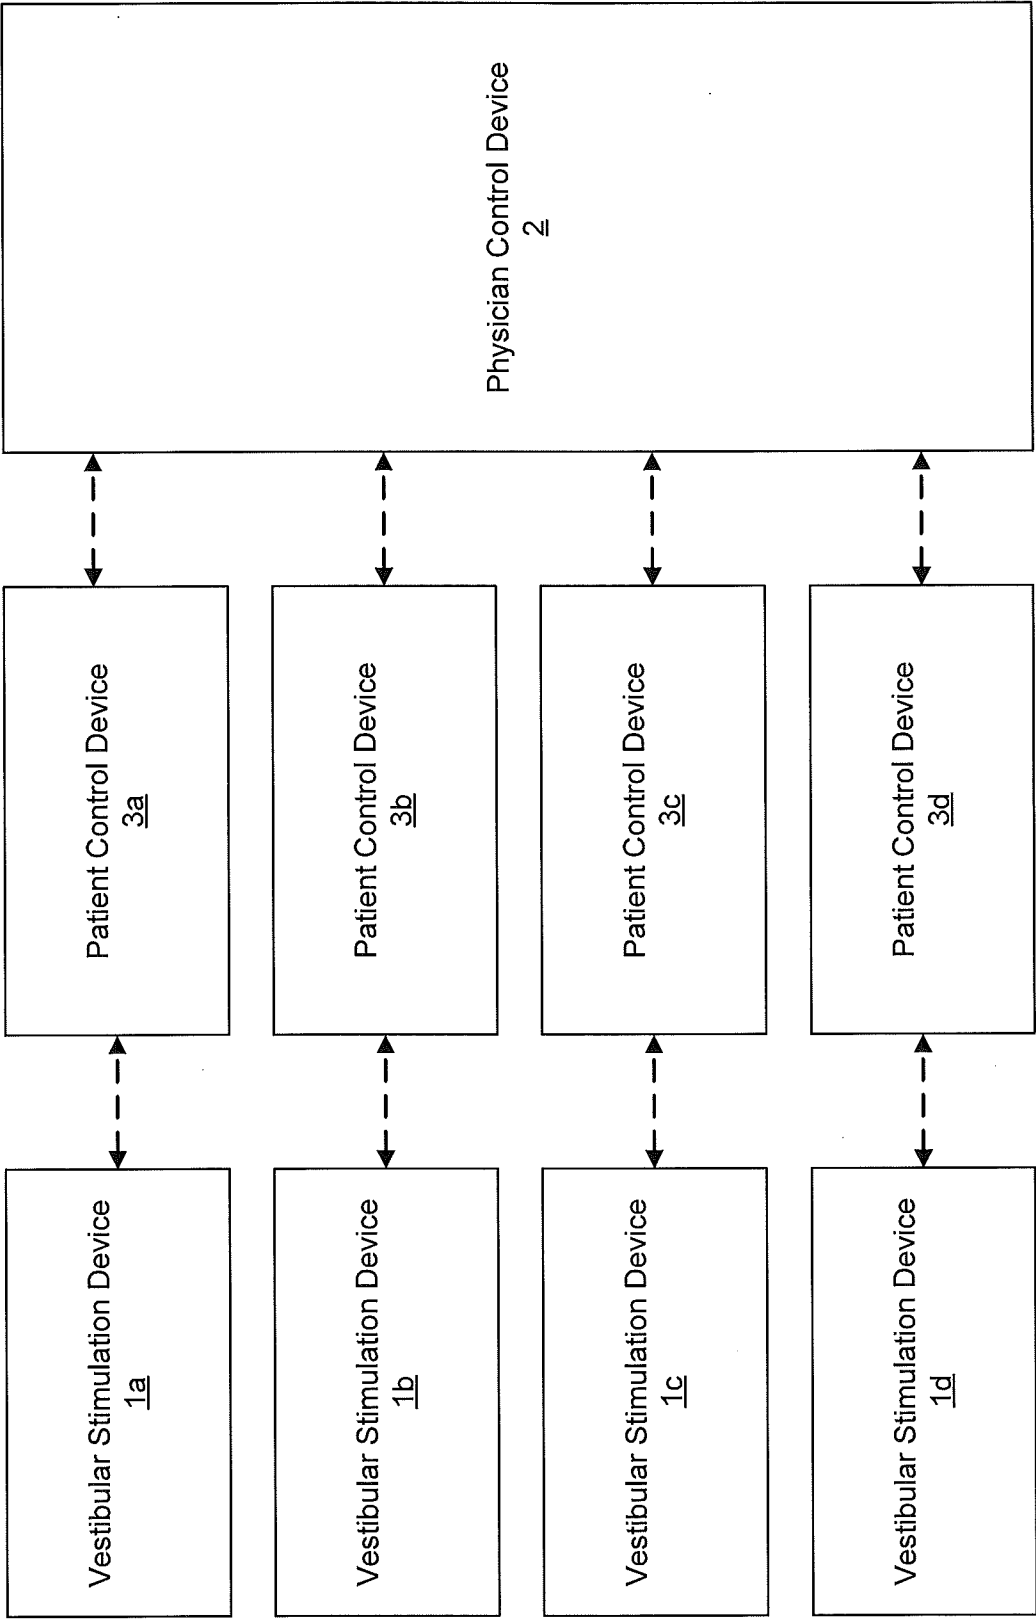 Vestibular Stimulation Device
1a
Patient Control Device
3a
Vestibular Stimulation Device
1b
Patient Control Device
3b
Physician Control Device
2
Vestibular Stimulation Device
1c
Patient Control Device
3c
Vestibular Stimulation Device
1d
Patient Control Device
3d